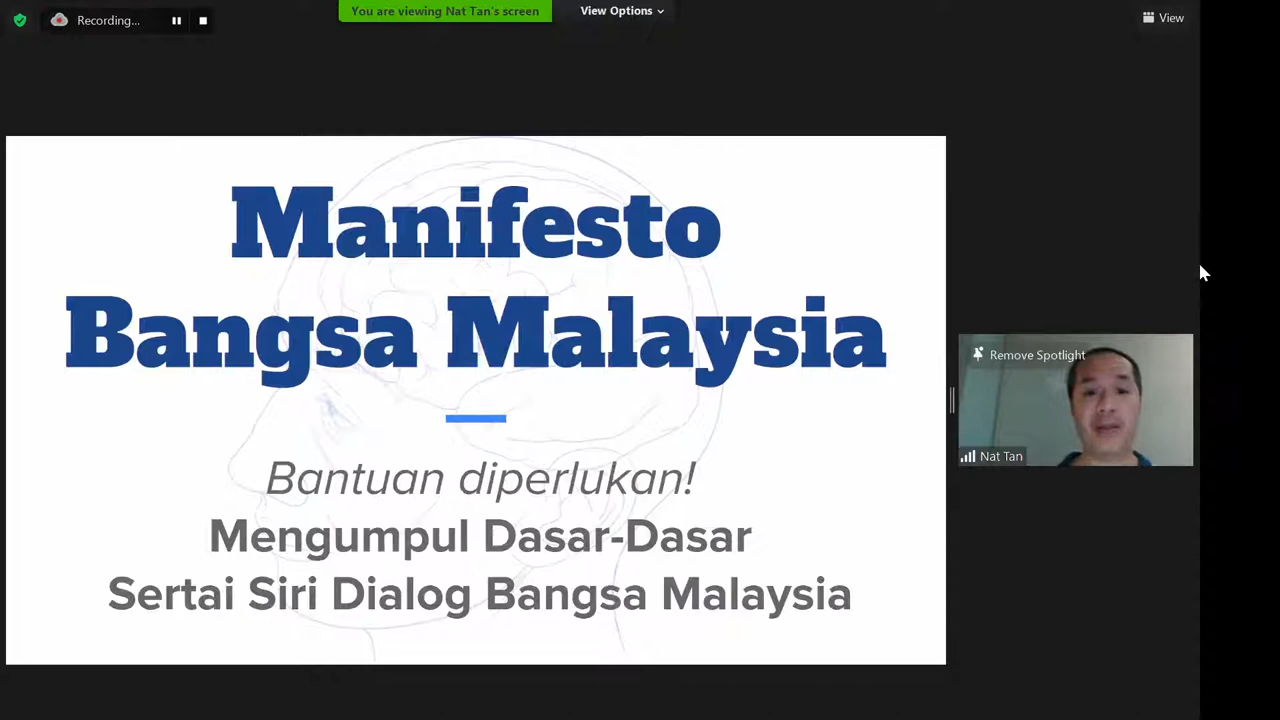 Recording...
You are viewing Nat Tan's screen
View Options
View
Manifesto
Bangsa Malaysia
Bantuan diperlukan!
Mengumpul Dasar-Dasar
Sertai Siri Dialog Bangsa Malaysia
Remove Spotlight
Nat Tan